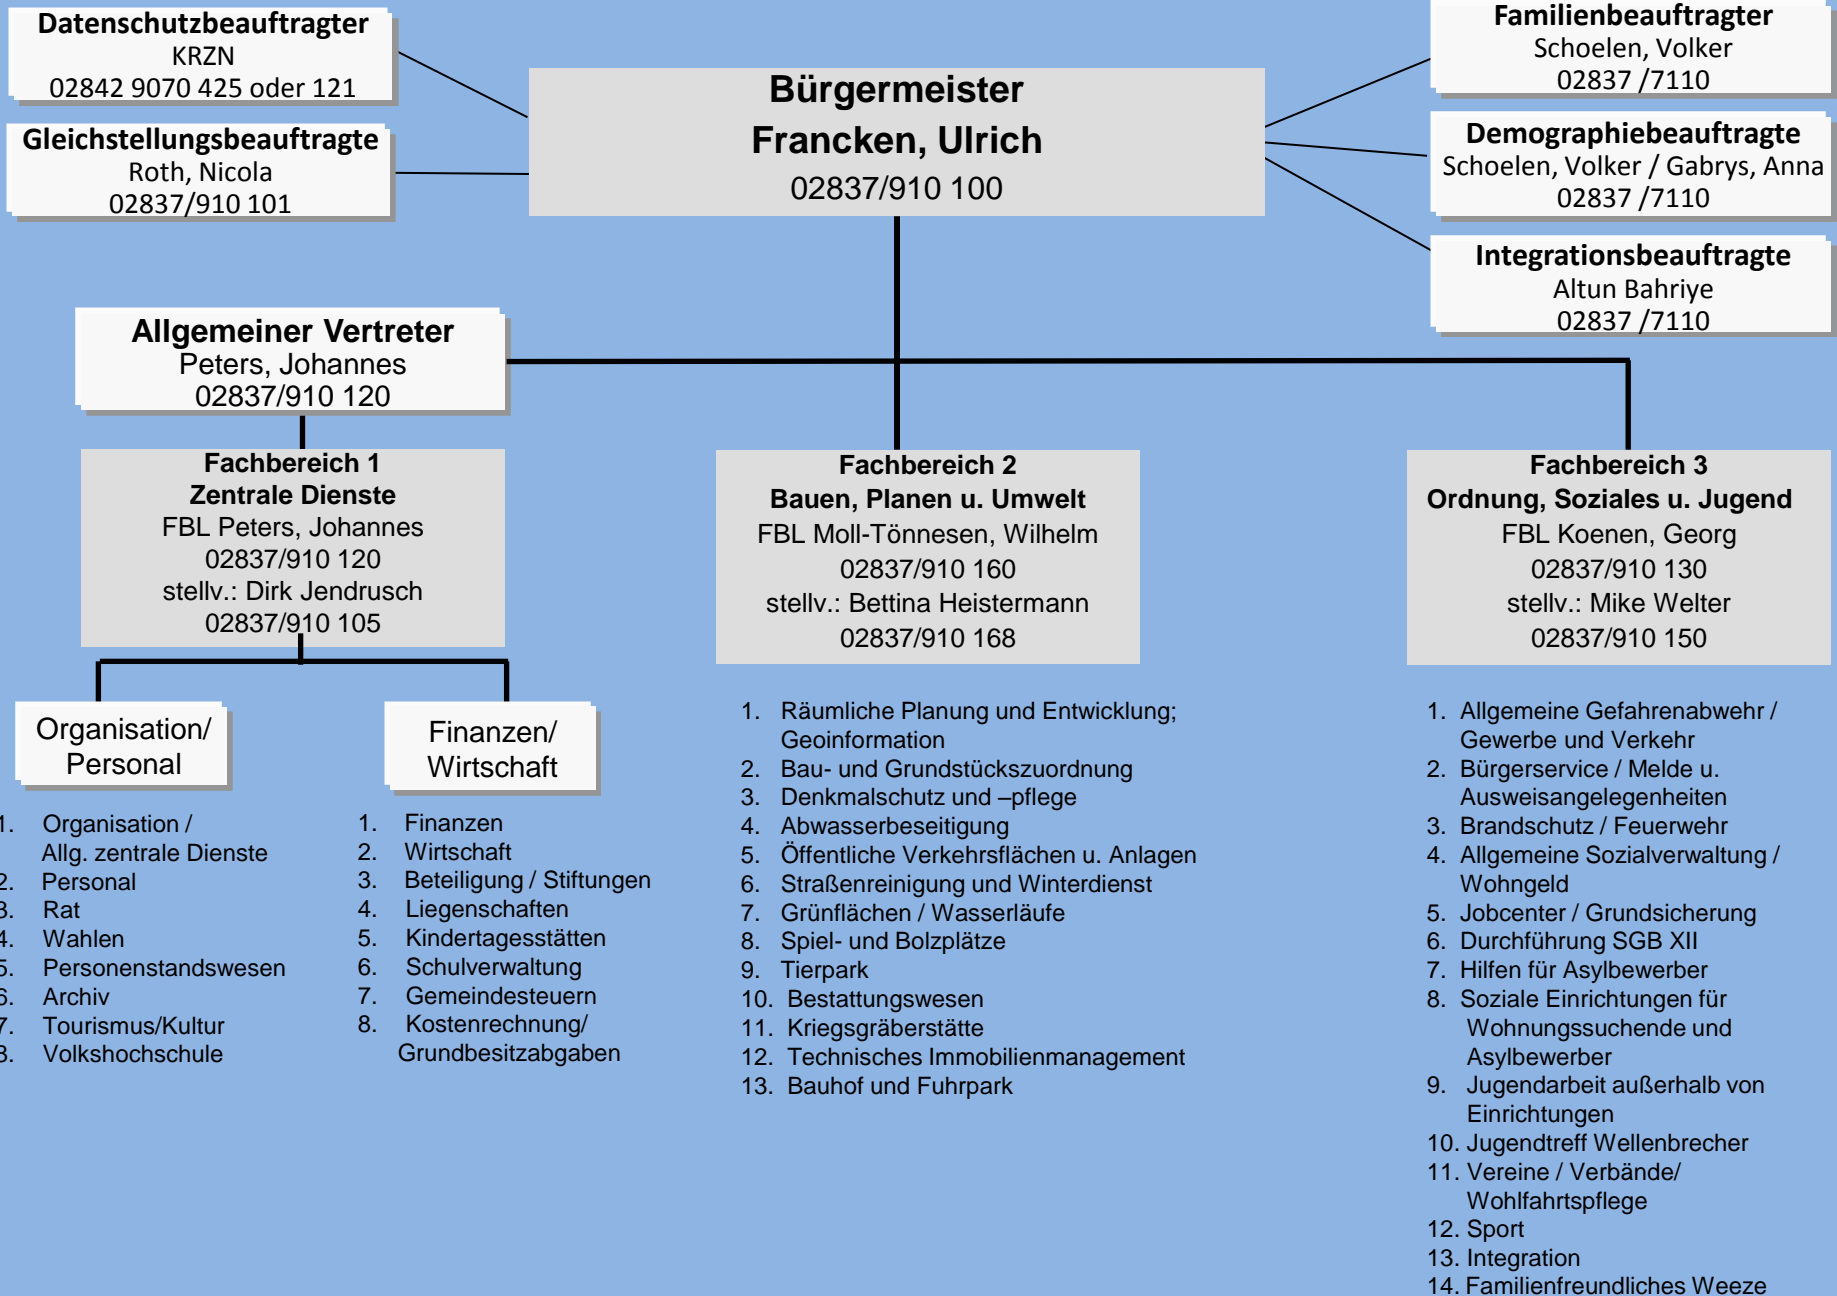 Datenschutzbeauftragter
KRZN
02842 9070 425 oder 121
Gleichstellungsbeauftragte
Roth, Nicola
02837/910 101
Bürgermeister
Francken, Ulrich
02837/910 100
Familienbeauftragter
Schoelen, Volker
02837 /7110
Demographiebeauftragte
Schoelen, Volker / Gabrys, Anna
02837 /7110
Integrationsbeauftragte
Altun Bahriye
02837 /7110
Allgemeiner Vertreter
Peters, Johannes
02837/910 120
Fachbereich 1
Zentrale Dienste
FBL Peters, Johannes
02837/910 120
stellv.: Dirk Jendrusch
02837/910 105
Organisation/
Personal
1. Organisation /
Allg. zentrale Dienste
2. Personal
3. Rat
4. Wahlen
5. Personenstandswesen
6. Archiv
7. Tourismus/Kultur
8. Volkshochschule
Finanzen/
Wirtschaft
1. Finanzen
2. Wirtschaft
3. Beteiligung / Stiftungen
4. Liegenschaften
5. Kindertagesstätten
6. Schulverwaltung
7. Gemeindesteuern
8. Kostenrechnung/
Grundbesitzabgaben
Fachbereich 2
Bauen, Planen u. Umwelt
FBL Moll-Tönnesen, Wilhelm
02837/910 160
stellv.: Bettina Heistermann
02837/910 168
1. Räumliche Planung und Entwicklung;
Geoinformation
2. Bau- und Grundstückszuordnung
3. Denkmalschutz und –pflege
4. Abwasserbeseitigung
5. Öffentliche Verkehrsflächen u. Anlagen
6. Straßenreinigung und Winterdienst
7. Grünflächen / Wasserläufe
8. Spiel- und Bolzplätze
9. Tierpark
10. Bestattungswesen
11. Kriegsgräberstätte
12. Technisches Immobilienmanagement
13. Bauhof und Fuhrpark
Fachbereich 3
Ordnung, Soziales u. Jugend
FBL Koenen, Georg
02837/910 130
stellv.: Mike Welter
02837/910 150
1. Allgemeine Gefahrenabwehr /
Gewerbe und Verkehr
2. Bürgerservice / Melde u.
Ausweisangelegenheiten
3. Brandschutz / Feuerwehr
4. Allgemeine Sozialverwaltung /
Wohngeld
5. Jobcenter / Grundsicherung
6. Durchführung SGB XII
7. Hilfen für Asylbewerber
8. Soziale Einrichtungen für
Wohnungssuchende und
Asylbewerber
9. Jugendarbeit außerhalb von
Einrichtungen
10. Jugendtreff Wellenbrecher
11. Vereine / Verbände/
Wohlfahrtspflege
12. Sport
13. Integration
14. Familienfreundliches Weeze